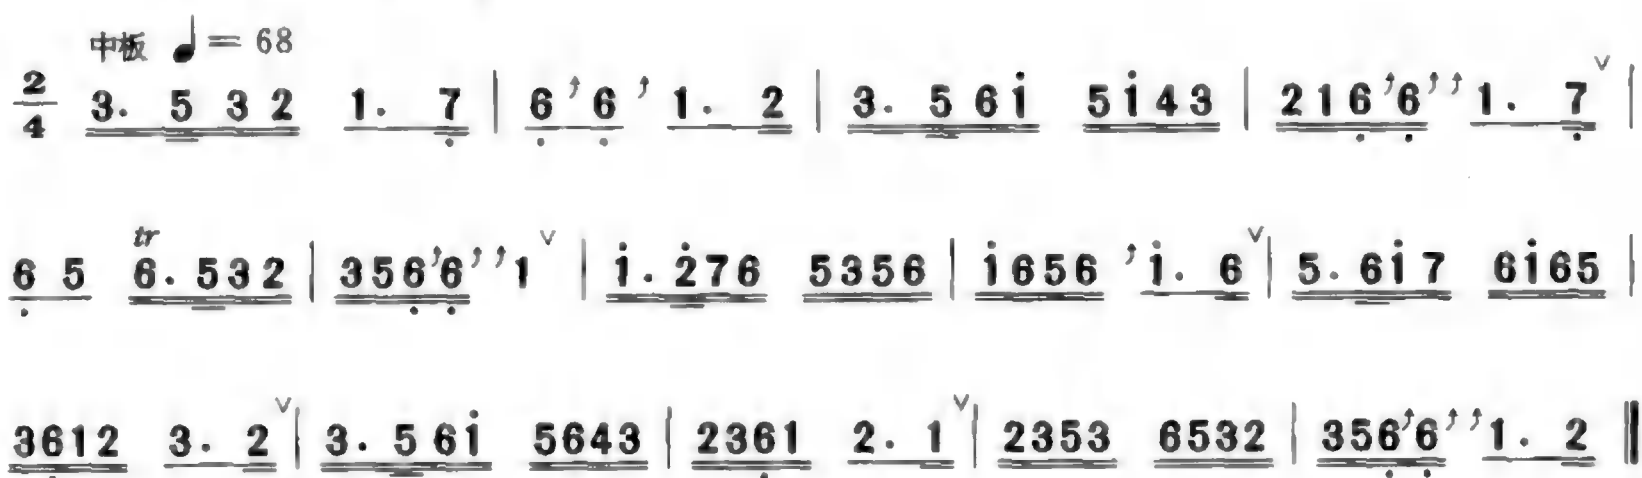 中板 ♩= 68
2/4 3. 5 3 2 1. 7̣ | 6̣ ’ 6̣ ’ 1. 2 | 3. 5 6 i̇ 5 i̇ 4 3 | 2 1 6̣ ’ 6̣ ’ ’ 1. 7̣ ∨ |
6̣ 5 tr 6. 5 3 2 | 3 5 6̣ ’ 6̣ ’ ’ 1 ∨ | i̇. 2̇ 7 6 5 3 5 6 | i̇ 6 5 6 ’ i̇. 6 ∨ | 5. 6 i̇ 7 6 i̇ 6 5 |
3 6̣ 1 2 3. 2 ∨ | 3. 5 6 i̇ 5 6 4 3 | 2 3 6̣ 1 2. 1 ∨ | 2 3 5 3 6 5 3 2 | 3 5 6̣ ’ 6̣ ’ ’ 1. 2 ‖